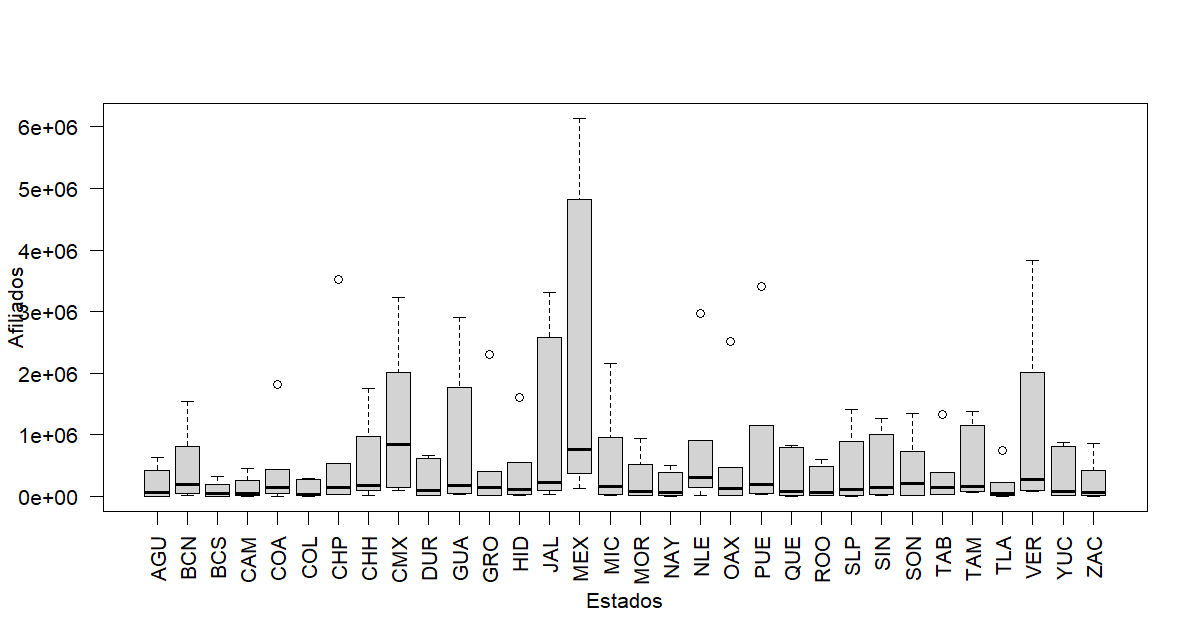 6e+06
5e+06
4e+06
3e+06
2e+06
1e+06
0e+00
Afiliados
AGU
BCN
BCS
CAM
COA
COL
CHP
CHH
CMX
DUR
GUA
GRO
HID
JAL
MEX
MIC
MOR
NAY
NLE
OAX
PUE
QUE
ROO
SLP
SIN
SON
TAB
TAM
TLA
VER
YUC
ZAC
Estados